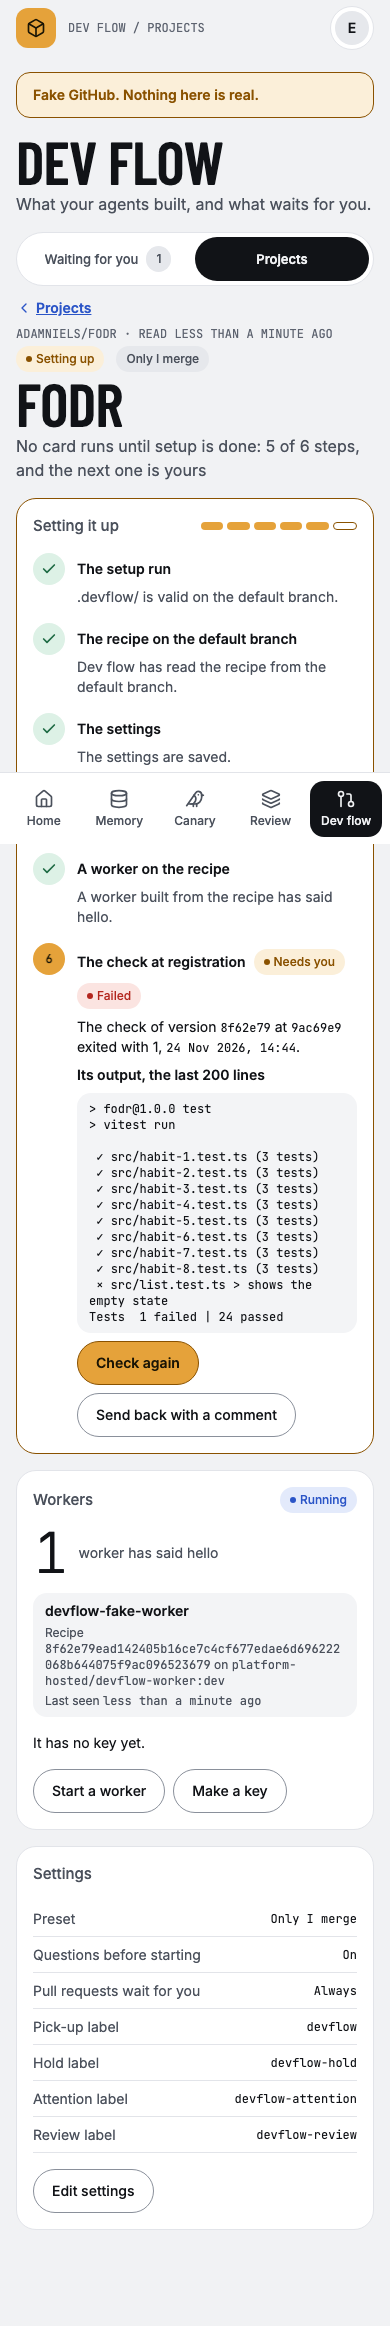 DEV FLOW / PROJECTS
E
Fake GitHub. Nothing here is real.
DEV FLOW
What your agents built, and what waits for you.
Waiting for you 1
Projects
Projects
ADAMNIELS/FODR · READ LESS THAN A MINUTE AGO
Setting up
Only I merge
FODR
No card runs until setup is done: 5 of 6 steps,
and the next one is yours
Setting it up
The setup run
.devflow/ is valid on the default branch.
The recipe on the default branch
Dev flow has read the recipe from the
default branch.
The settings
The settings are saved.
Home
Memory
Canary
Review
Dev flow
A worker on the recipe
A worker built from the recipe has said
hello.
6
The check at registration
Needs you
Failed
The check of version 8f62e79 at 9ac69e9
exited with 1, 24 Nov 2026, 14:44.
Its output, the last 200 lines
> fodr@1.0.0 test
> vitest run
✓ src/habit-1.test.ts (3 tests)
✓ src/habit-2.test.ts (3 tests)
✓ src/habit-3.test.ts (3 tests)
✓ src/habit-4.test.ts (3 tests)
✓ src/habit-5.test.ts (3 tests)
✓ src/habit-6.test.ts (3 tests)
✓ src/habit-7.test.ts (3 tests)
✓ src/habit-8.test.ts (3 tests)
× src/list.test.ts > shows the
empty state
Tests  1 failed | 24 passed
Check again
Send back with a comment
Workers
Running
1 worker has said hello
devflow-fake-worker
Recipe
8f62e79ead142405b16ce7c4cf677edae6d696222
068b644075f9ac096523679 on platform-
hosted/devflow-worker:dev
Last seen less than a minute ago
It has no key yet.
Start a worker
Make a key
Settings
Preset Only I merge
Questions before starting On
Pull requests wait for you Always
Pick-up label devflow
Hold label devflow-hold
Attention label devflow-attention
Review label devflow-review
Edit settings